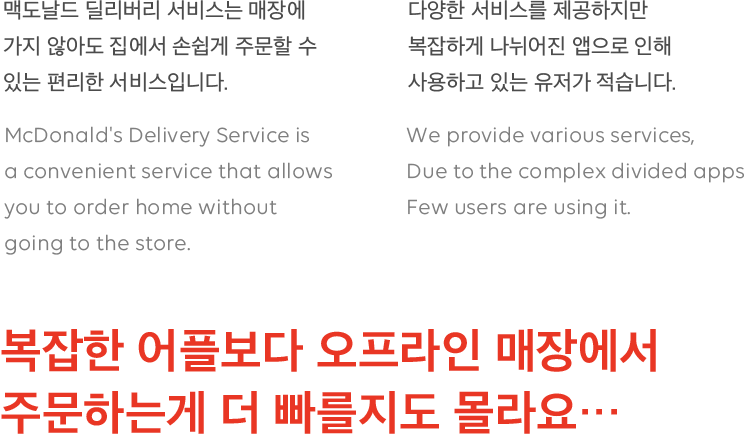 맥도날드 딜리버리 서비스는 매장에
가지 않아도 집에서 손쉽게 주문할 수
있는 편리한 서비스입니다.
McDonald's Delivery Service is
a convenient service that allows
you to order home without
going to the store.
다양한 서비스를 제공하지만
복잡하게 나뉘어진 앱으로 인해
사용하고 있는 유저가 적습니다.
We provide various services,
Due to the complex divided apps
Few users are using it.
복잡한 어플보다 오프라인 매장에서
주문하는게 더 빠를지도 몰라요…